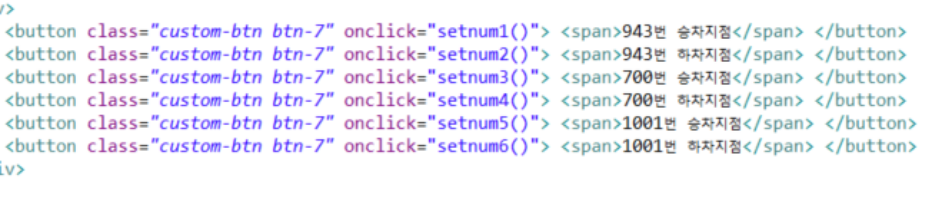 v>
<button class="custom-btn btn-7" onclick="setnum1()"> <span>943번 승차지점</span> </button>
<button class="custom-btn btn-7" onclick="setnum2()"> <span>943번 하차지점</span> </button>
<button class="custom-btn btn-7" onclick="setnum3()"> <span>700번 승차지점</span> </button>
<button class="custom-btn btn-7" onclick="setnum4()"> <span>700번 하차지점</span> </button>
<button class="custom-btn btn-7" onclick="setnum5()"> <span>1001번 승차지점</span> </button>
<button class="custom-btn btn-7" onclick="setnum6()"> <span>1001번 하차지점</span> </button>
iv>